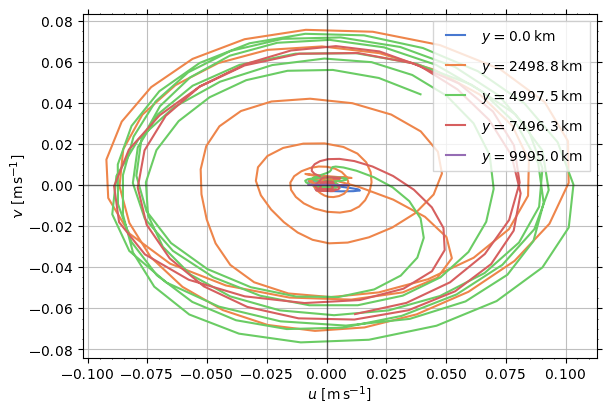 0.08
0.06
0.04
0.02
0.00
−0.02
−0.04
−0.06
−0.08
v [m s⁻¹]
y = 0.0 km
y = 2498.8 km
y = 4997.5 km
y = 7496.3 km
y = 9995.0 km
−0.100 −0.075 −0.050 −0.025 0.000 0.025 0.050 0.075 0.100
u [m s⁻¹]